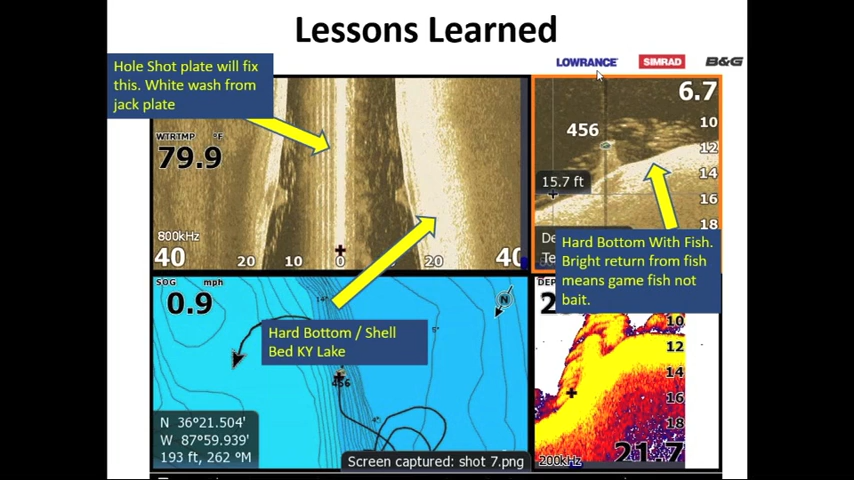 Lessons Learned
LOWRANCE
SIMRAD
B&G
Hole Shot plate will fix
this. White wash from
jack plate
WTRTMP °F
79.9
800kHz
40 20 10 0 20 40
6.7
456
10
12
14
16
18
15.7 ft
Hard Bottom With Fish.
Bright return from fish
means game fish not
bait.
SOG mph
0.9
N
Hard Bottom / Shell
Bed KY Lake
456
N 36°21.504'
W 87°59.939'
193 ft, 262 °M
Screen captured: shot 7.png
10
12
14
16
18
200kHz
21.7